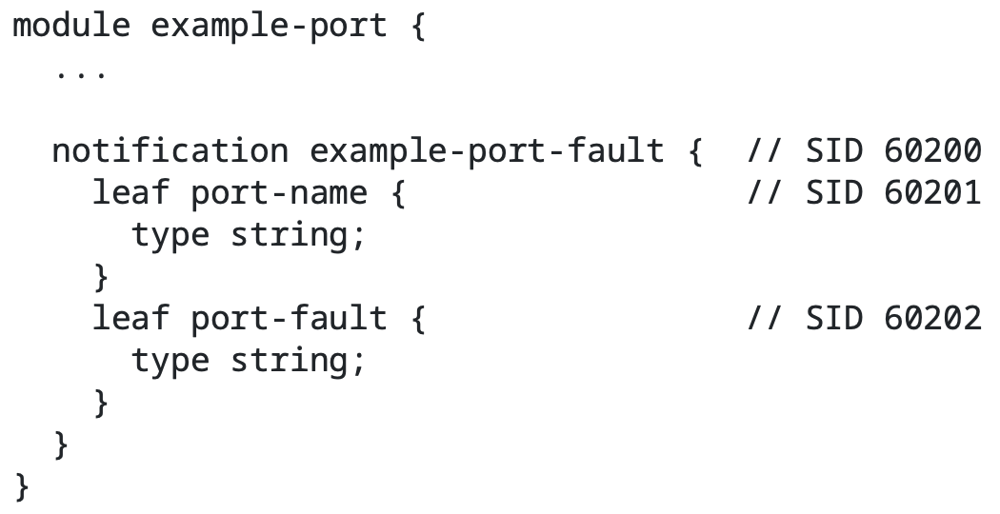 module example-port {
  ...

  notification example-port-fault {  // SID 60200
    leaf port-name {                 // SID 60201
      type string;
    }
    leaf port-fault {                // SID 60202
      type string;
    }
  }
}